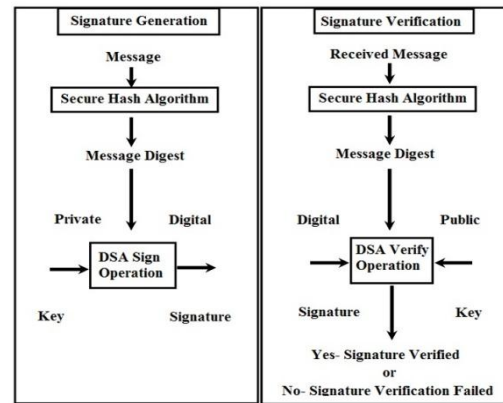 Signature Generation
Message
Secure Hash Algorithm
Message Digest
Private Digital
DSA Sign
Operation
Key Signature
Signature Verification
Received Message
Secure Hash Algorithm
Message Digest
Digital Public
DSA Verify
Operation
Signature Key
Yes- Signature Verified
or
No- Signature Verification Failed